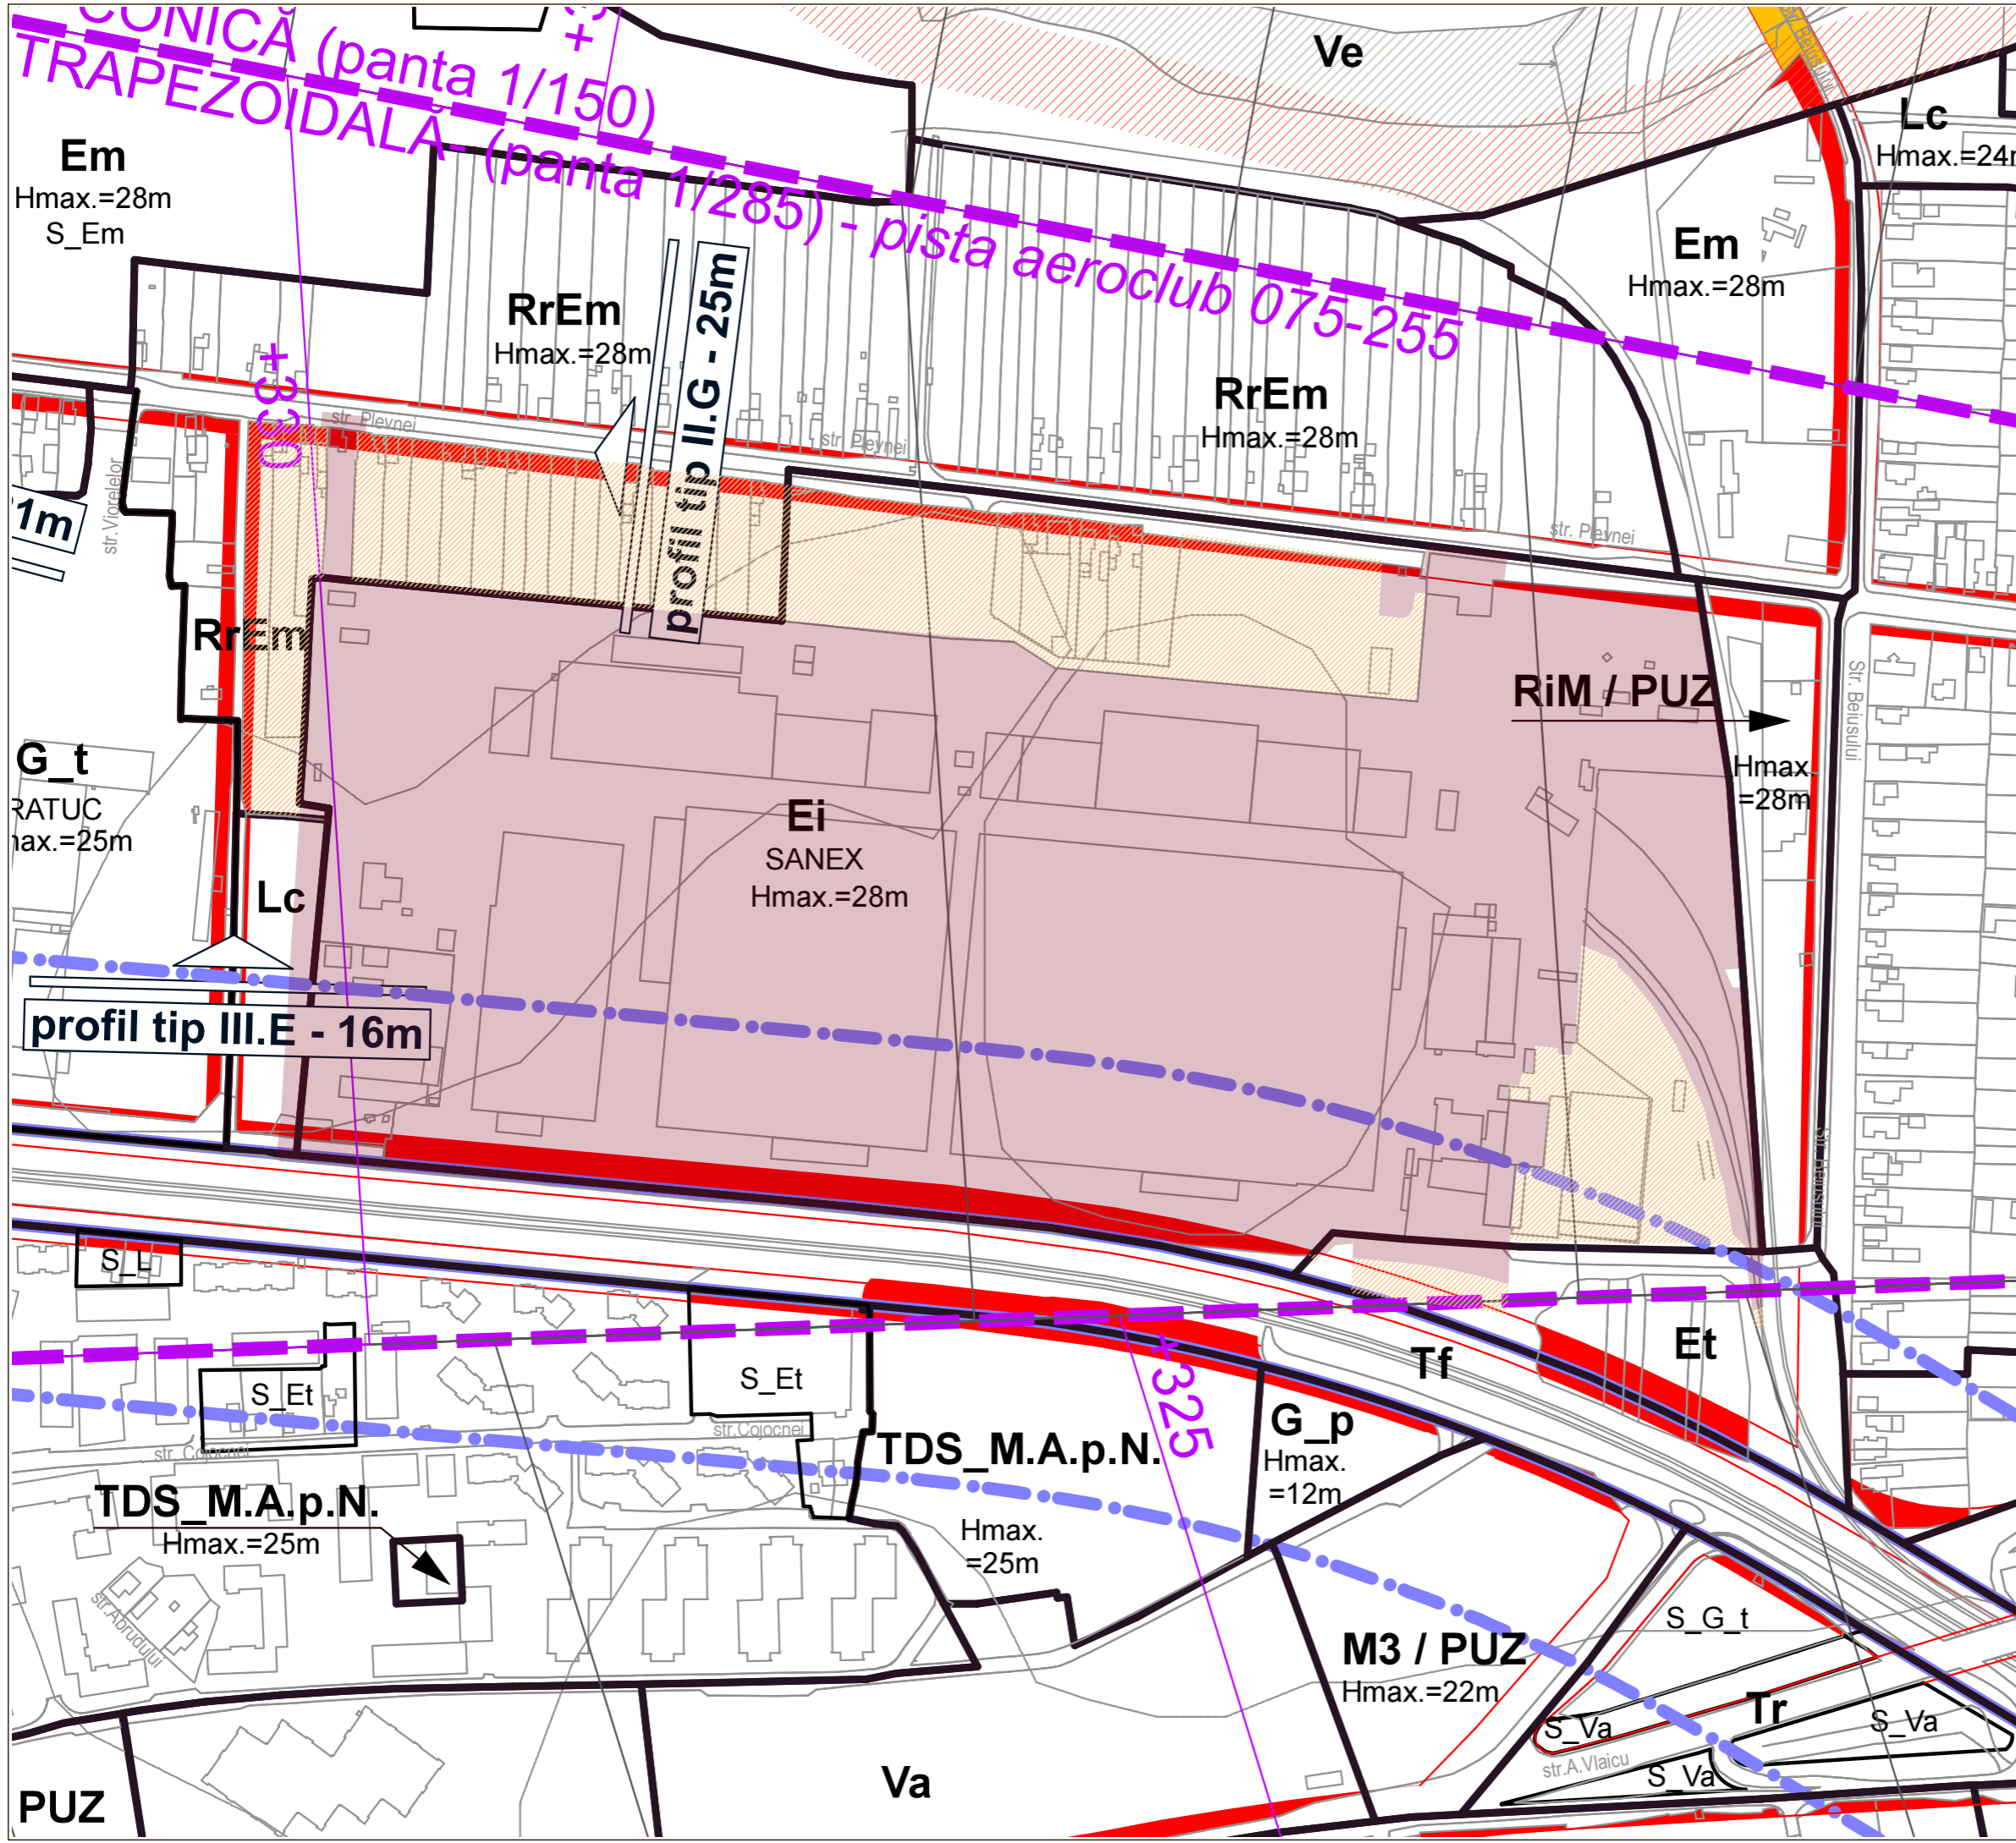 CONICĂ (panta 1/150)
TRAPEZOIDALĂ - (panta 1/285) - pista aeroclub 075-255
Ve
Beiusului
Lc
Hmax.=24m
Em
Hmax.=28m
S_Em
Em
Hmax.=28m
RrEm
Hmax.=28m
profil tip II.G - 25m
RrEm
Hmax.=28m
+330
str. Plevnei
str. Plevnei
str. Plevnei
1m
str. Viorelor
RrEm
RiM / PUZ
Hmax.
=28m
Str. Beiusului
G_t
RATUC
max.=25m
Ei
SANEX
Hmax.=28m
Lc
profil tip III.E - 16m
Str. Beiusului
S_L
S_Et
S_Et
Tf
Et
+325
str. Cojocnei
str.Cojocnei
TDS_M.A.p.N.
Hmax.
=25m
G_p
Hmax.
=12m
TDS_M.A.p.N.
Hmax.=25m
str.Abrudului
M3 / PUZ
Hmax.=22m
S_G_t
Tr
S_Va
S_Va
str.A.Vlaicu
S_Va
Va
PUZ